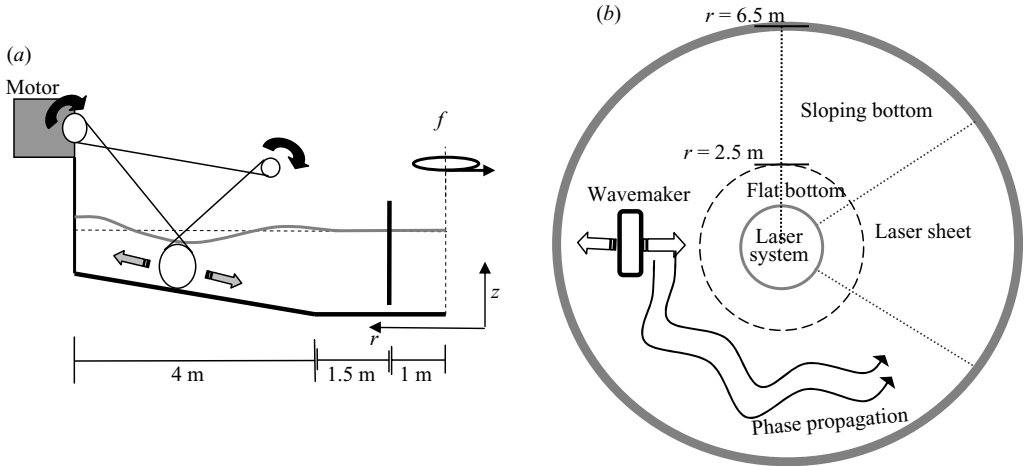 (a)
Motor
f
z
r
4 m
1.5 m
1 m
(b)
r = 6.5 m
Sloping bottom
r = 2.5 m
Flat bottom
Wavemaker
Laser
system
Laser sheet
Phase propagation